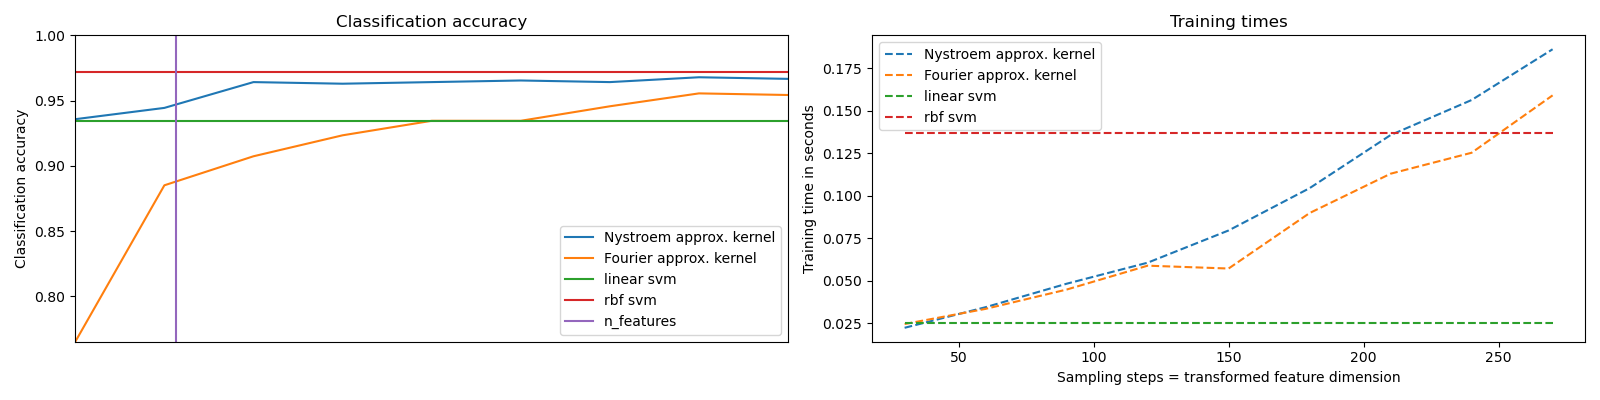 Classification accuracy
Classification accuracy
1.00
0.95
0.90
0.85
0.80
Nystroem approx. kernel
Fourier approx. kernel
linear svm
rbf svm
n_features
Training times
Training time in seconds
0.175
0.150
0.125
0.100
0.075
0.050
0.025
Nystroem approx. kernel
Fourier approx. kernel
linear svm
rbf svm
50
100
150
200
250
Sampling steps = transformed feature dimension